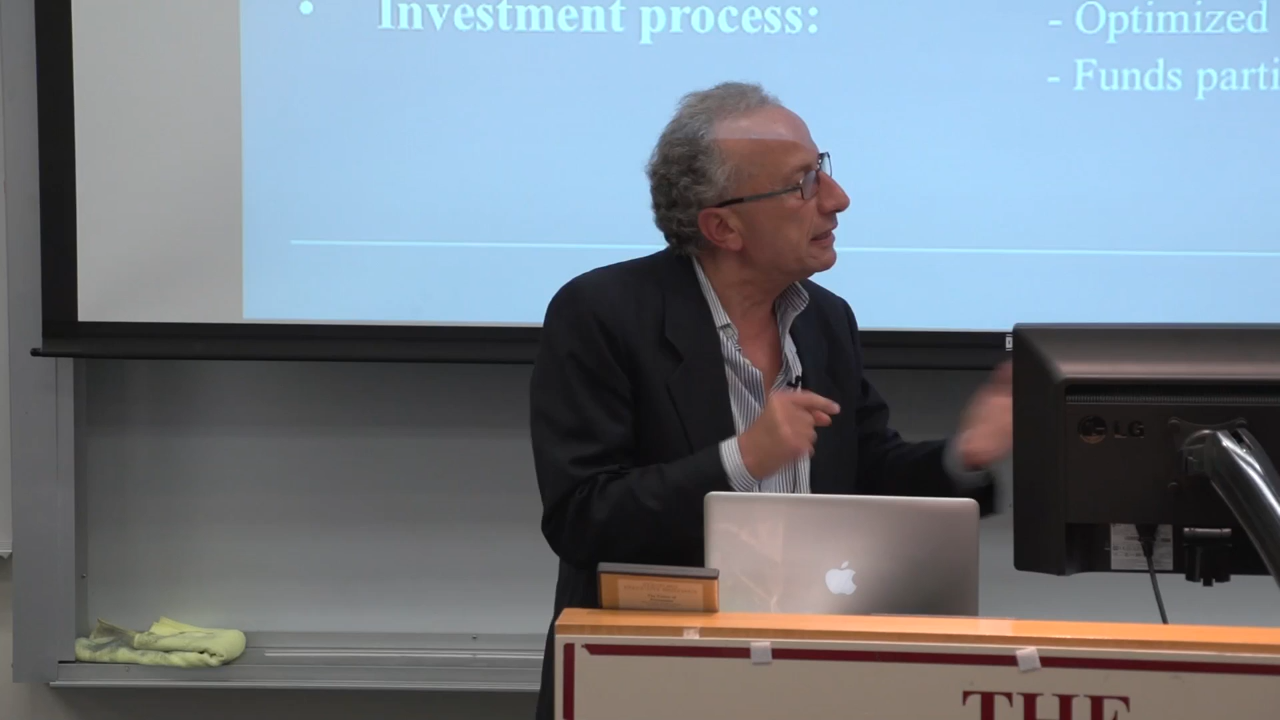 • Investment process:
- Optimized
- Funds parti
LG
THE